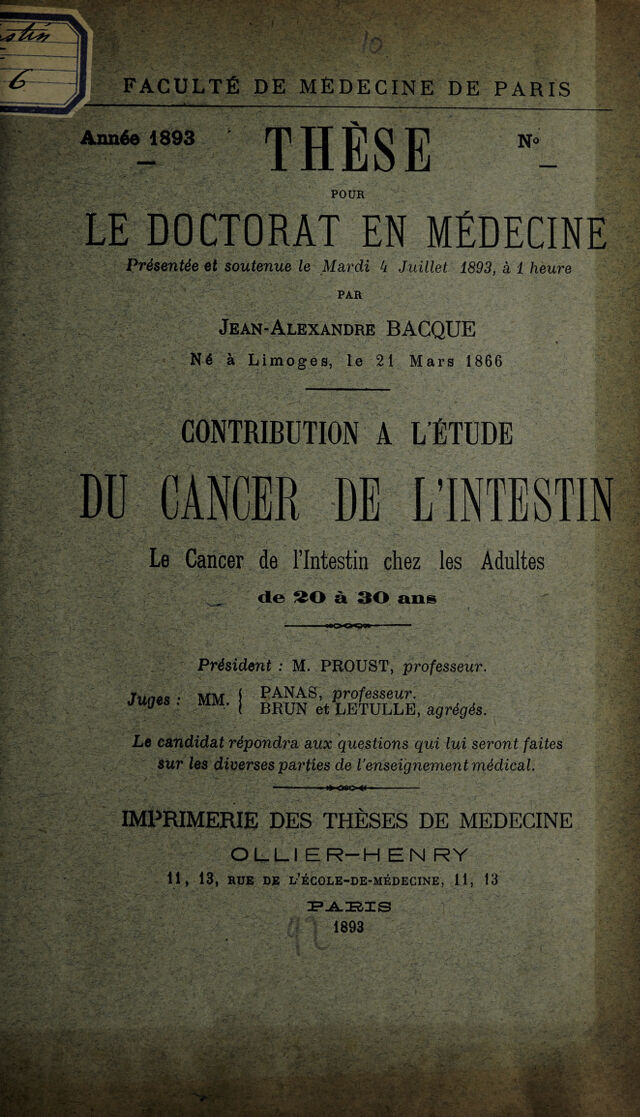 stin
6
10
FACULTÉ DE MÉDECINE DE PARIS
Année 1893
THÈSE
No
POUR
LE DOCTORAT EN MÉDECINE
Présentée et soutenue le Mardi 4 Juillet 1893, à 1 heure
PAR
JEAN-ALEXANDRE BACQUE
Né à Limoges, le 21 Mars 1866
CONTRIBUTION A L'ÉTUDE
DU CANCER DE L'INTESTIN
Le Cancer de l'Intestin chez les Adultes
de 20 à 30 ans
Président : M. PROUST, professeur.
Juges : MM. { PANAS, professeur.
BRUN et LETULLE, agrégés.
Le candidat répondra aux questions qui lui seront faites
sur les diverses parties de l'enseignement médical.
IMPRIMERIE DES THÈSES DE MEDECINE
OLLIER-HENRY
11, 13, RUE DE L'ÉCOLE-DE-MÉDECINE, 11, 13
PARIS
1893